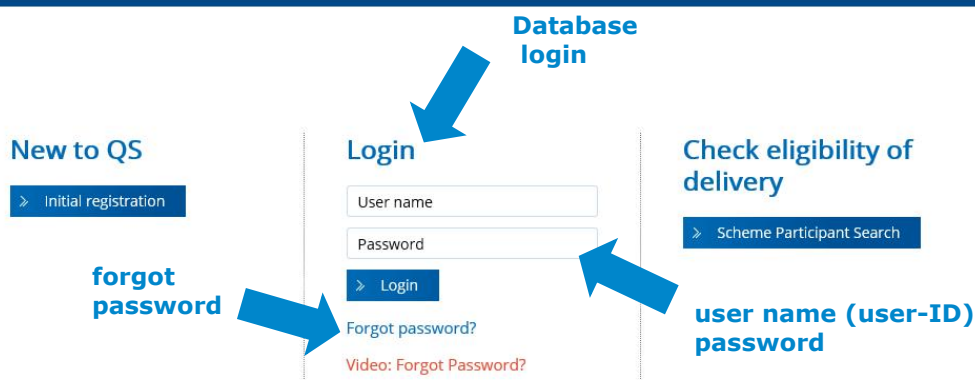 Database
login
New to QS
» Initial registration
Login
User name
Password
» Login
Forgot password?
Video: Forgot Password?
Check eligibility of
delivery
» Scheme Participant Search
forgot
password
user name (user-ID)
password